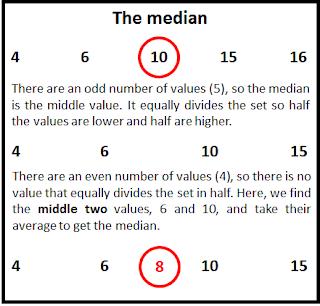 The median
4 6 10 15 16
There are an odd number of values (5), so the median
is the middle value. It equally divides the set so half
the values are lower and half are higher.
4 6 10 15
There are an even number of values (4), so there is no
value that equally divides the set in half. Here, we find
the middle two values, 6 and 10, and take their
average to get the median.
4 6 8 10 15